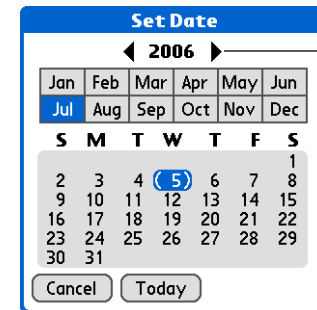 Set Date
2006
Jan Feb Mar Apr May Jun
Jul Aug Sep Oct Nov Dec
S M T W T F S
1
2 3 4 5 6 7 8
9 10 11 12 13 14 15
16 17 18 19 20 21 22
23 24 25 26 27 28 29
30 31
Cancel Today